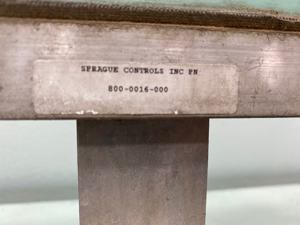 SPRAGUE CONTROLS INC PN
800-0016-000